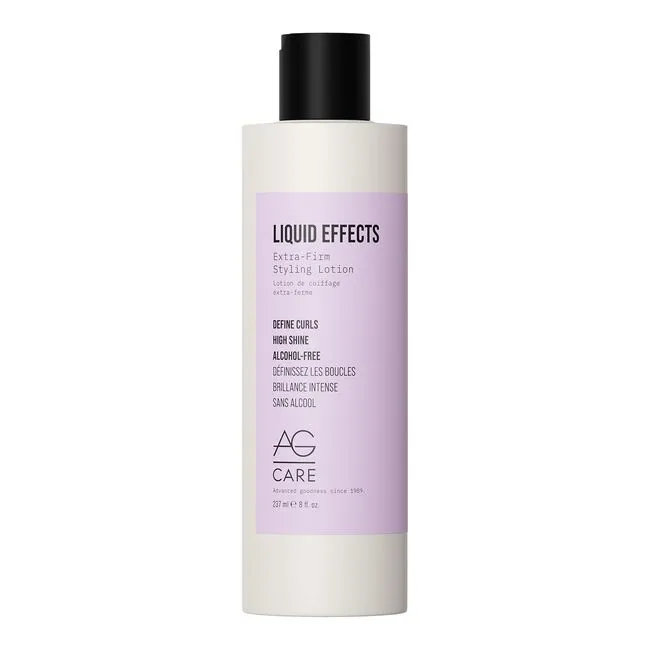 LIQUID EFFECTS
Extra-Firm
Styling Lotion
Lotion de coiffage
extra-ferme
DEFINE CURLS
HIGH SHINE
ALCOHOL-FREE
DÉFINISSEZ LES BOUCLES
BRILLANCE INTENSE
SANS ALCOOL
AG
CARE
Advanced goodness since 1989.
237 ml ℮ 8 fl. oz.